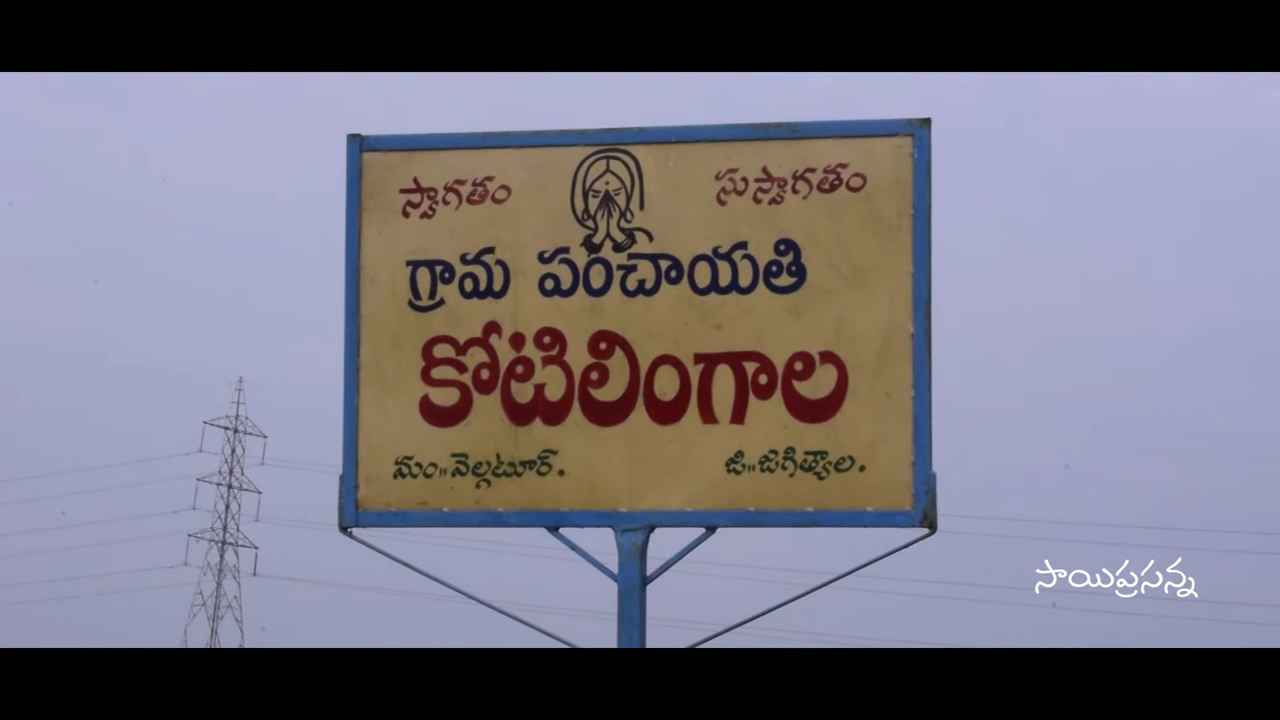 స్వాగతం సుస్వాగతం
గ్రామ పంచాయతి
కోటిలింగాల
మం॥నెల్గటూర్. జి॥జగిత్యాల.
సాయిప్రసన్న